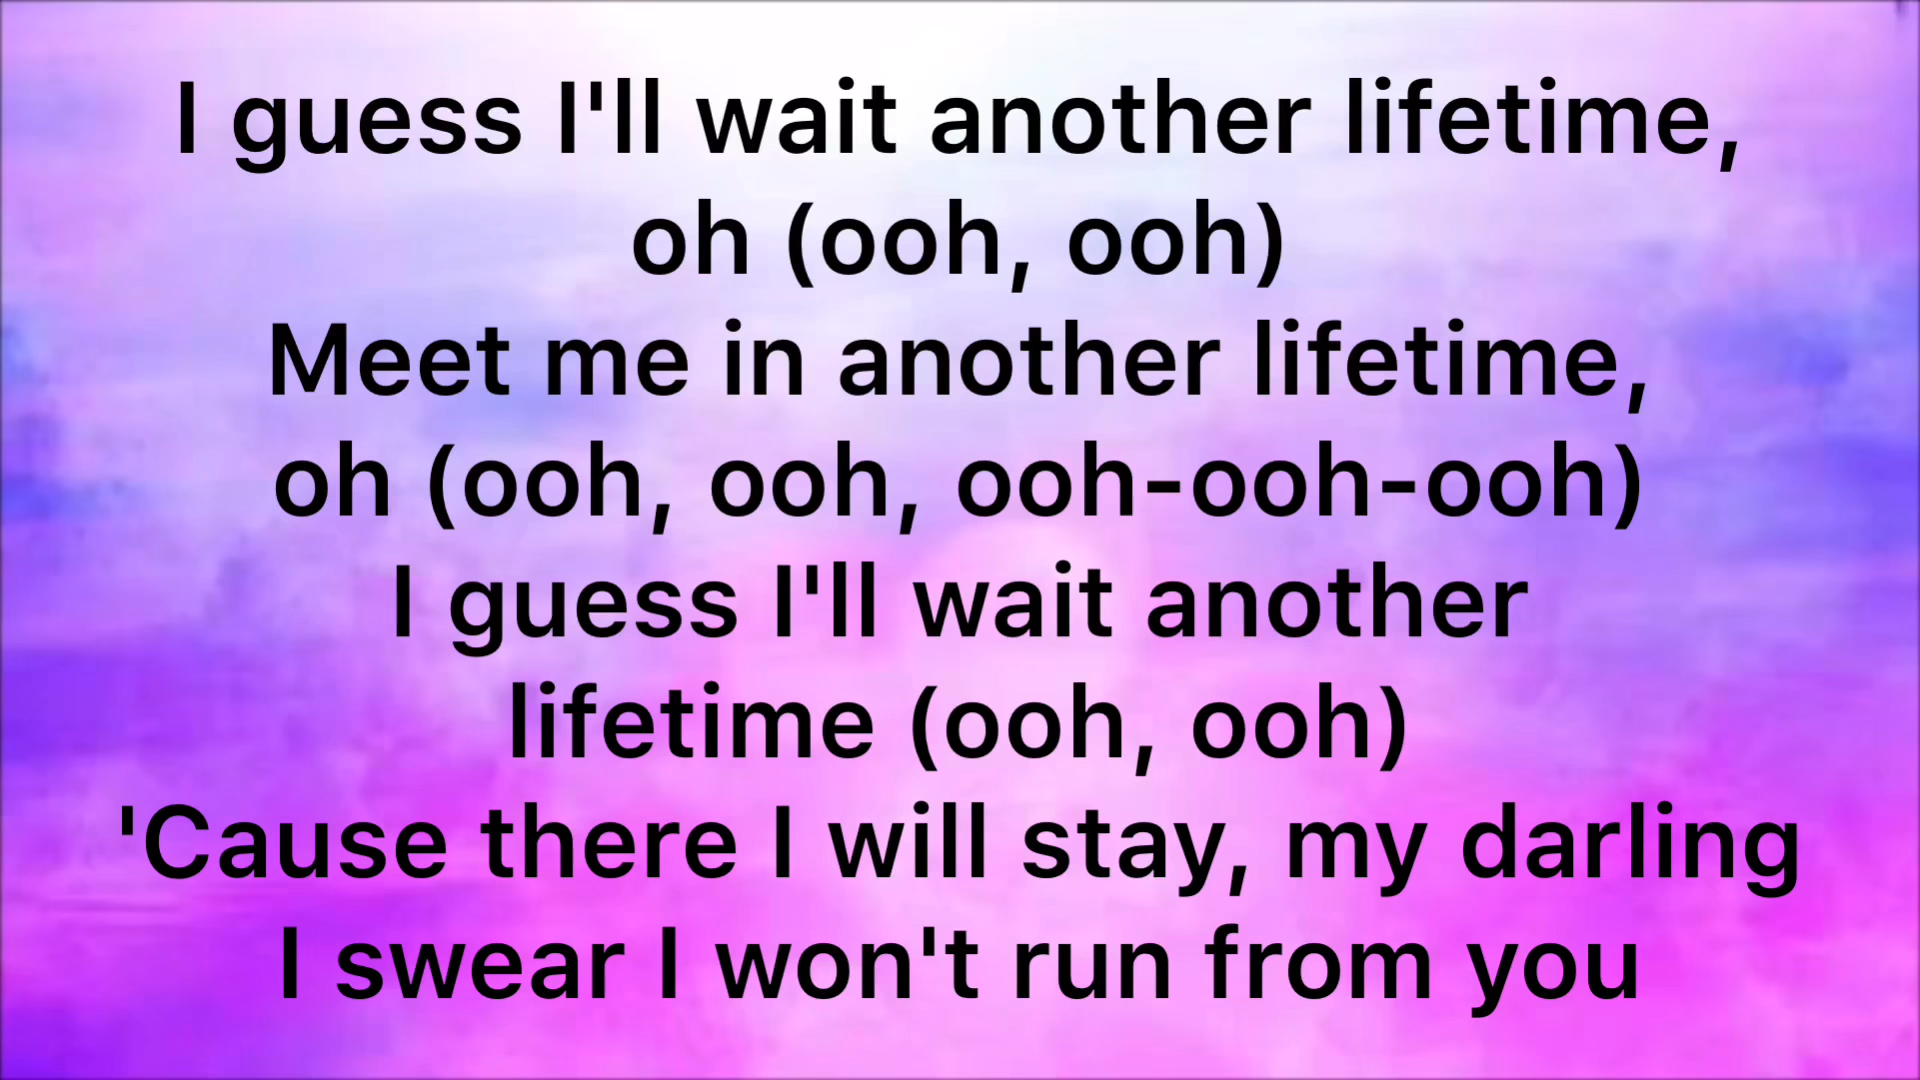 I guess I'll wait another lifetime,
oh (ooh, ooh)
Meet me in another lifetime,
oh (ooh, ooh, ooh-ooh-ooh)
I guess I'll wait another
lifetime (ooh, ooh)
'Cause there I will stay, my darling
I swear I won't run from you